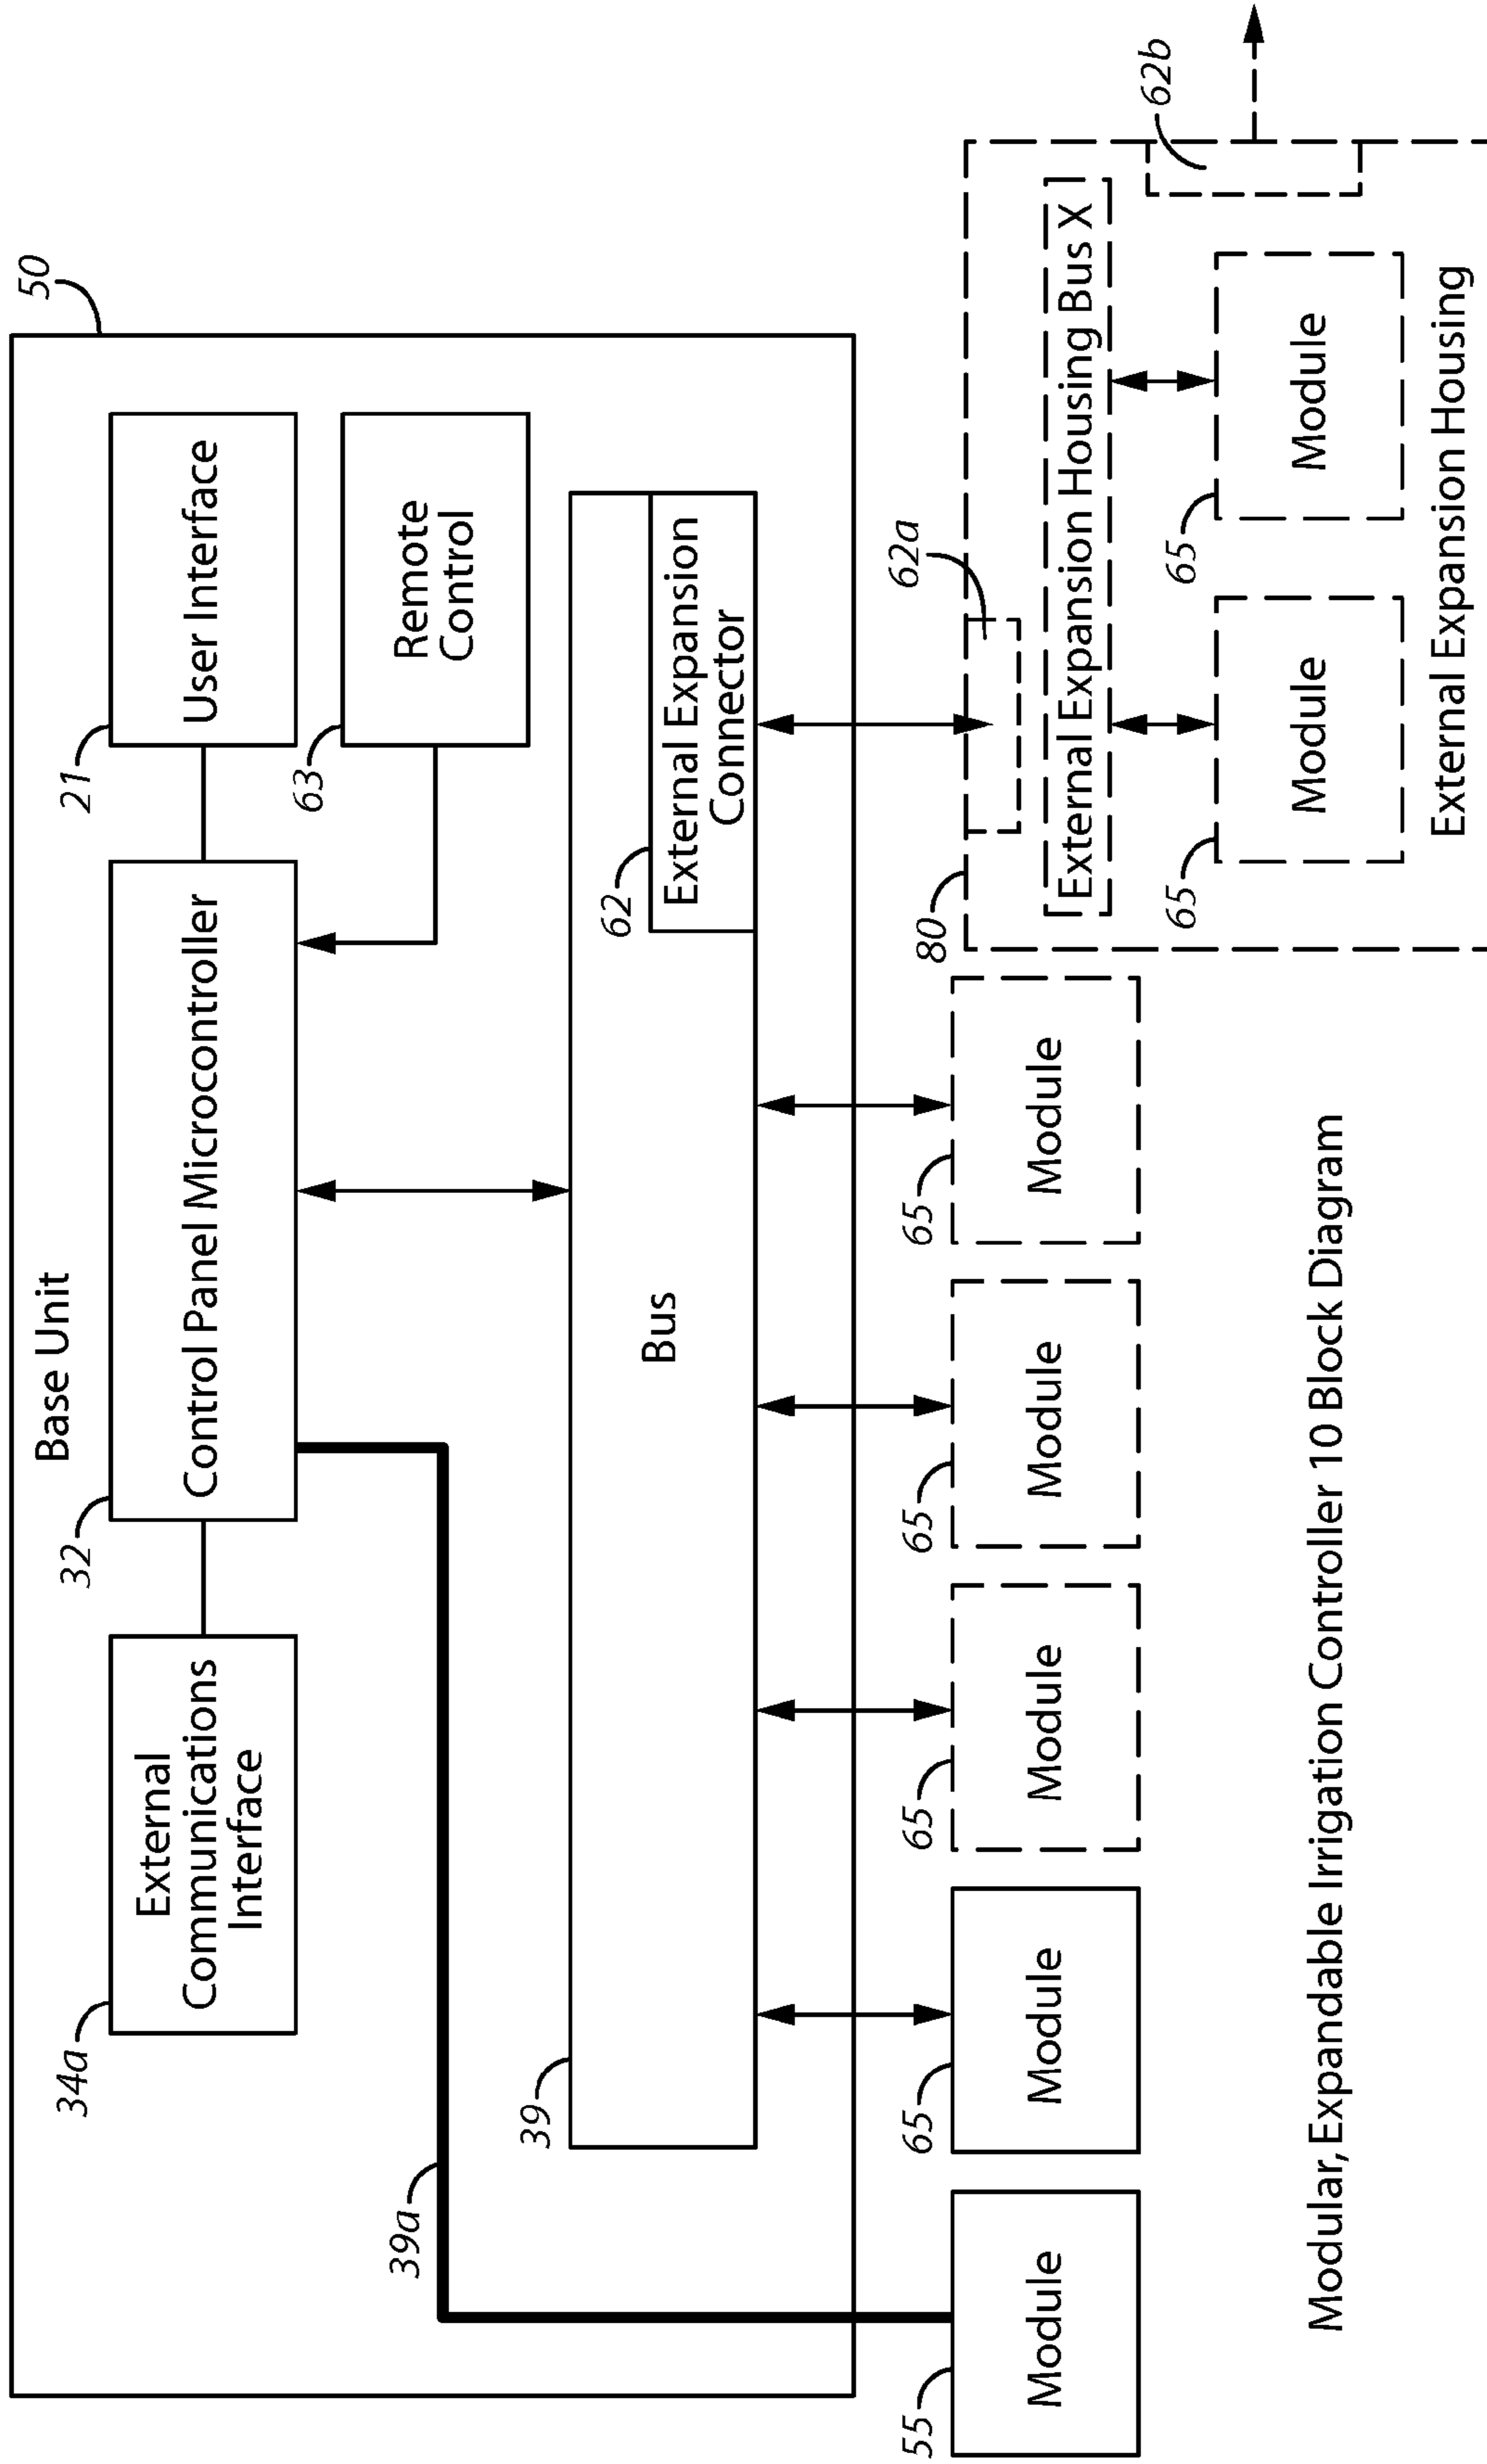 50
Base Unit
34a
External
Communications
Interface
32
Control Panel Microcontroller
21
User Interface
39a
63
Remote
Control
39
Bus
62
External Expansion
Connector
55
Module
65
Module
65
Module
65
Module
65
Module
80
62a
External Expansion Housing Bus X
62b
65
Module
65
Module
External Expansion Housing
Modular, Expandable Irrigation Controller 10 Block Diagram